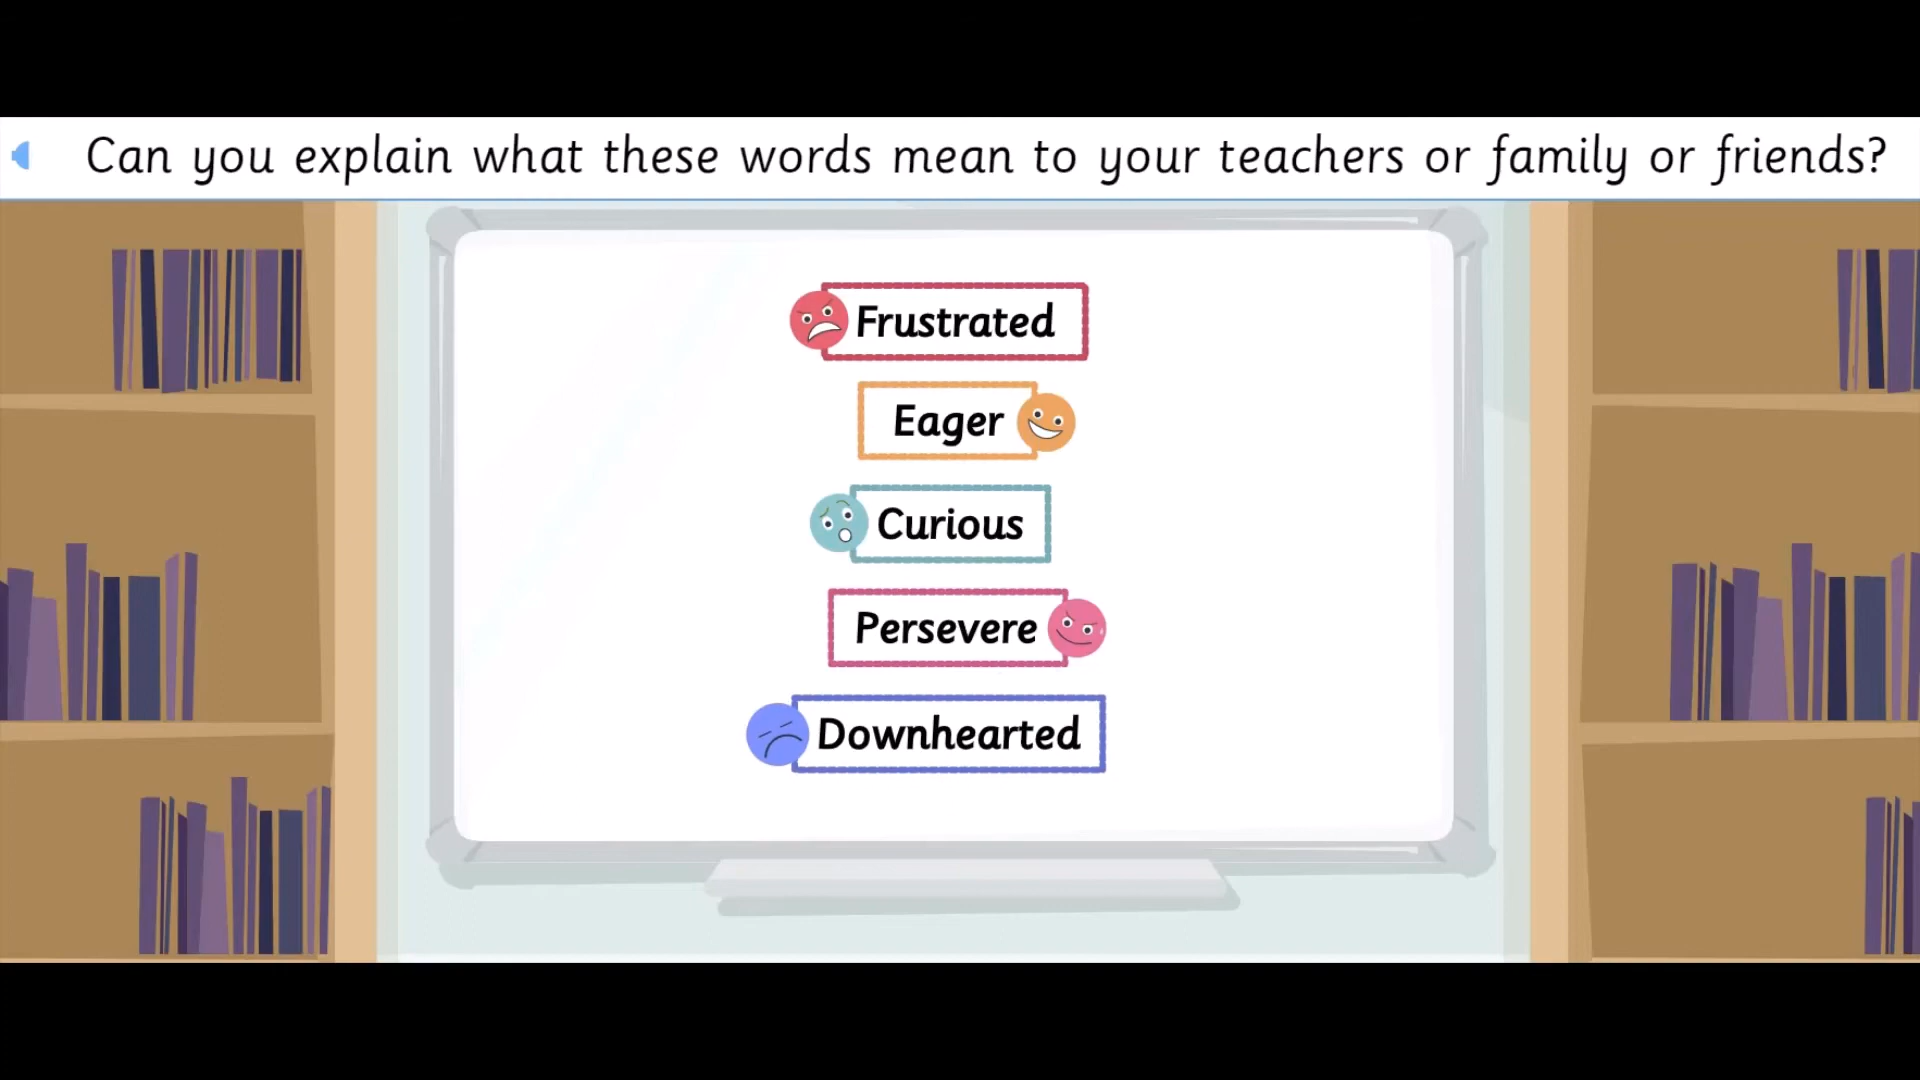 Can you explain what these words mean to your teachers or family or friends?
Frustrated
Eager
Curious
Persevere
Downhearted